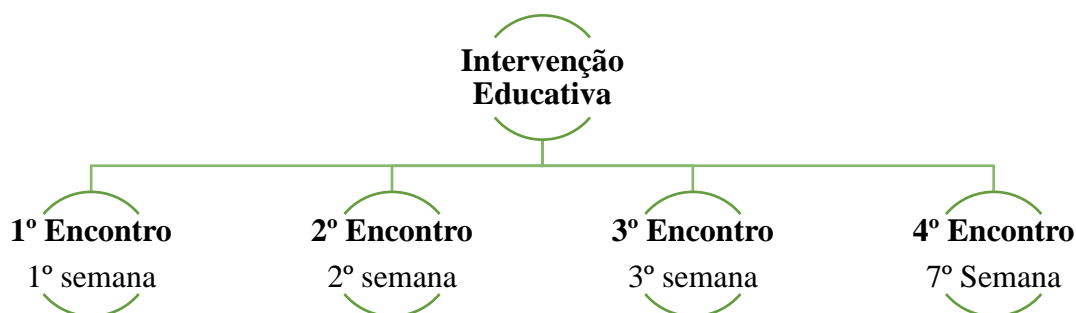 Intervenção
Educativa
1º Encontro
1º semana
2º Encontro
2º semana
3º Encontro
3º semana
4º Encontro
7º Semana